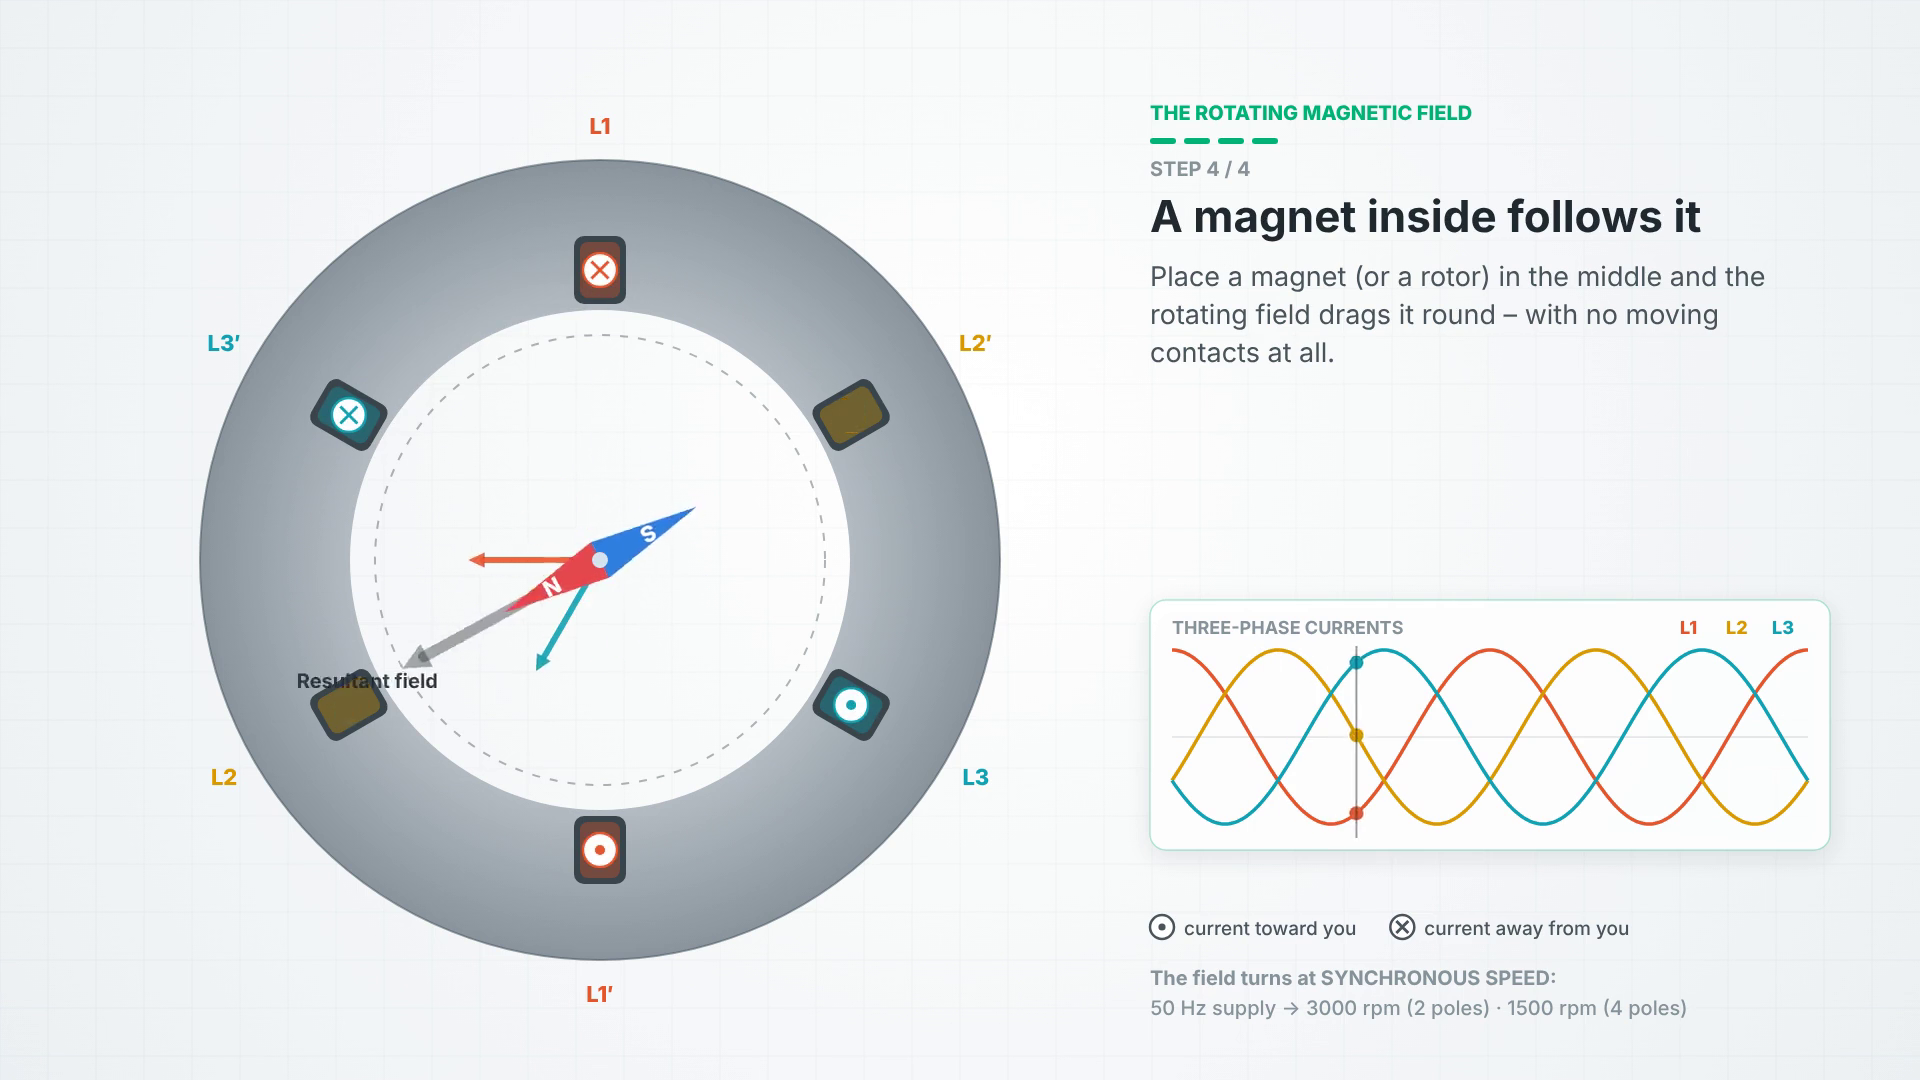 L1
L3′
L2′
S
N
Resultant field
L2
L3
L1′
THE ROTATING MAGNETIC FIELD
STEP 4 / 4
A magnet inside follows it
Place a magnet (or a rotor) in the middle and the
rotating field drags it round – with no moving
contacts at all.
THREE-PHASE CURRENTS
L1 L2 L3
current toward you
current away from you
The field turns at SYNCHRONOUS SPEED:
50 Hz supply → 3000 rpm (2 poles) · 1500 rpm (4 poles)